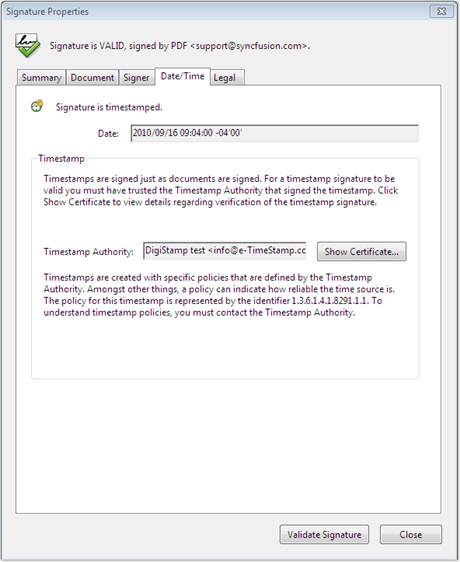 Signature Properties
Signature is VALID, signed by PDF <support@syncfusion.com>.
Summary Document Signer Date/Time Legal
Signature is timestamped.
Date: 2010/09/16 09:04:00 -04'00'
Timestamp
Timestamps are signed just as documents are signed. For a timestamp signature to be
valid you must have trusted the Timestamp Authority that signed the timestamp. Click
Show Certificate to view details regarding verification of the timestamp signature.
Timestamp Authority: DigiStamp test <info@e-TimeStamp.cc Show Certificate...
Timestamps are created with specific policies that are defined by the Timestamp
Authority. Amongst other things, a policy can indicate how reliable the time source is.
The policy for this timestamp is represented by the identifier 1.3.6.1.4.1.8291.1.1. To
understand timestamp policies, you must contact the Timestamp Authority.
Validate Signature Close